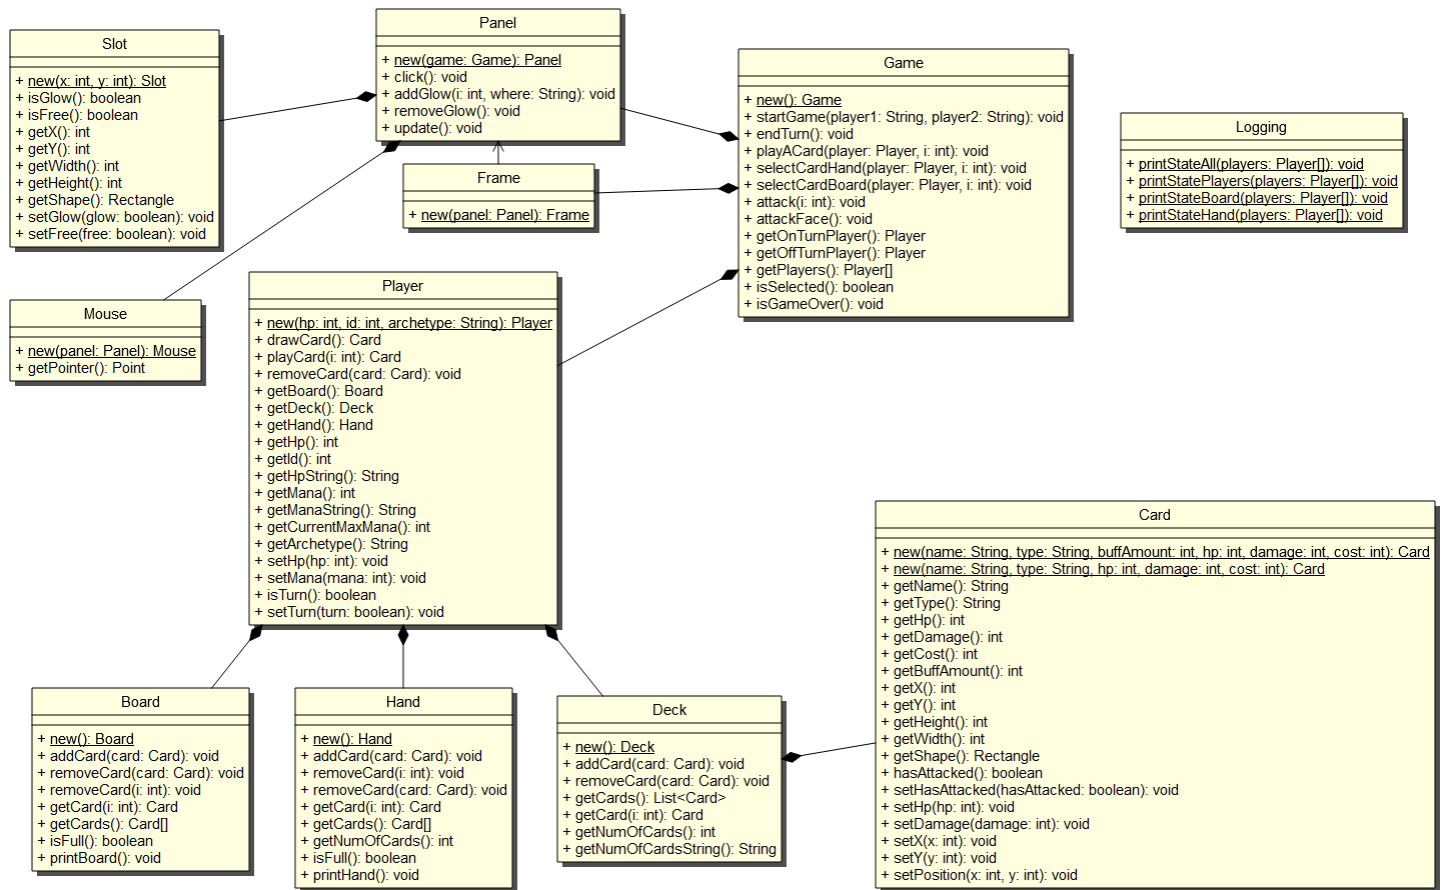 Slot
+ new(x: int, y: int): Slot
+ isGlow(): boolean
+ isFree(): boolean
+ getX(): int
+ getY(): int
+ getWidth(): int
+ getHeight(): int
+ getShape(): Rectangle
+ setGlow(glow: boolean): void
+ setFree(free: boolean): void
Panel
+ new(game: Game): Panel
+ click(): void
+ addGlow(i: int, where: String): void
+ removeGlow(): void
+ update(): void
Frame
+ new(panel: Panel): Frame
Game
+ new(): Game
+ startGame(player1: String, player2: String): void
+ endTurn(): void
+ playACard(player: Player, i: int): void
+ selectCardHand(player: Player, i: int): void
+ selectCardBoard(player: Player, i: int): void
+ attack(i: int): void
+ attackFace(): void
+ getOnTurnPlayer(): Player
+ getOffTurnPlayer(): Player
+ getPlayers(): Player[]
+ isSelected(): boolean
+ isGameOver(): void
Logging
+ printStateAll(players: Player[]): void
+ printStatePlayers(players: Player[]): void
+ printStateBoard(players: Player[]): void
+ printStateHand(players: Player[]): void
Mouse
+ new(panel: Panel): Mouse
+ getPointer(): Point
Player
+ new(hp: int, id: int, archetype: String): Player
+ drawCard(): Card
+ playCard(i: int): Card
+ removeCard(card: Card): void
+ getBoard(): Board
+ getDeck(): Deck
+ getHand(): Hand
+ getHp(): int
+ getId(): int
+ getHpString(): String
+ getMana(): int
+ getManaString(): String
+ getCurrentMaxMana(): int
+ getArchetype(): String
+ setHp(hp: int): void
+ setMana(mana: int): void
+ isTurn(): boolean
+ setTurn(turn: boolean): void
Board
+ new(): Board
+ addCard(card: Card): void
+ removeCard(card: Card): void
+ removeCard(i: int): void
+ getCard(i: int): Card
+ getCards(): Card[]
+ isFull(): boolean
+ printBoard(): void
Hand
+ new(): Hand
+ addCard(card: Card): void
+ removeCard(i: int): void
+ removeCard(card: Card): void
+ getCard(i: int): Card
+ getCards(): Card[]
+ getNumOfCards(): int
+ isFull(): boolean
+ printHand(): void
Deck
+ new(): Deck
+ addCard(card: Card): void
+ removeCard(card: Card): void
+ getCards(): List<Card>
+ getCard(i: int): Card
+ getNumOfCards(): int
+ getNumOfCardsString(): String
Card
+ new(name: String, type: String, buffAmount: int, hp: int, damage: int, cost: int): Card
+ new(name: String, type: String, hp: int, damage: int, cost: int): Card
+ getName(): String
+ getType(): String
+ getHp(): int
+ getDamage(): int
+ getCost(): int
+ getBuffAmount(): int
+ getX(): int
+ getY(): int
+ getHeight(): int
+ getWidth(): int
+ getShape(): Rectangle
+ hasAttacked(): boolean
+ setHasAttacked(hasAttacked: boolean): void
+ setHp(hp: int): void
+ setDamage(damage: int): void
+ setX(x: int): void
+ setY(y: int): void
+ setPosition(x: int, y: int): void